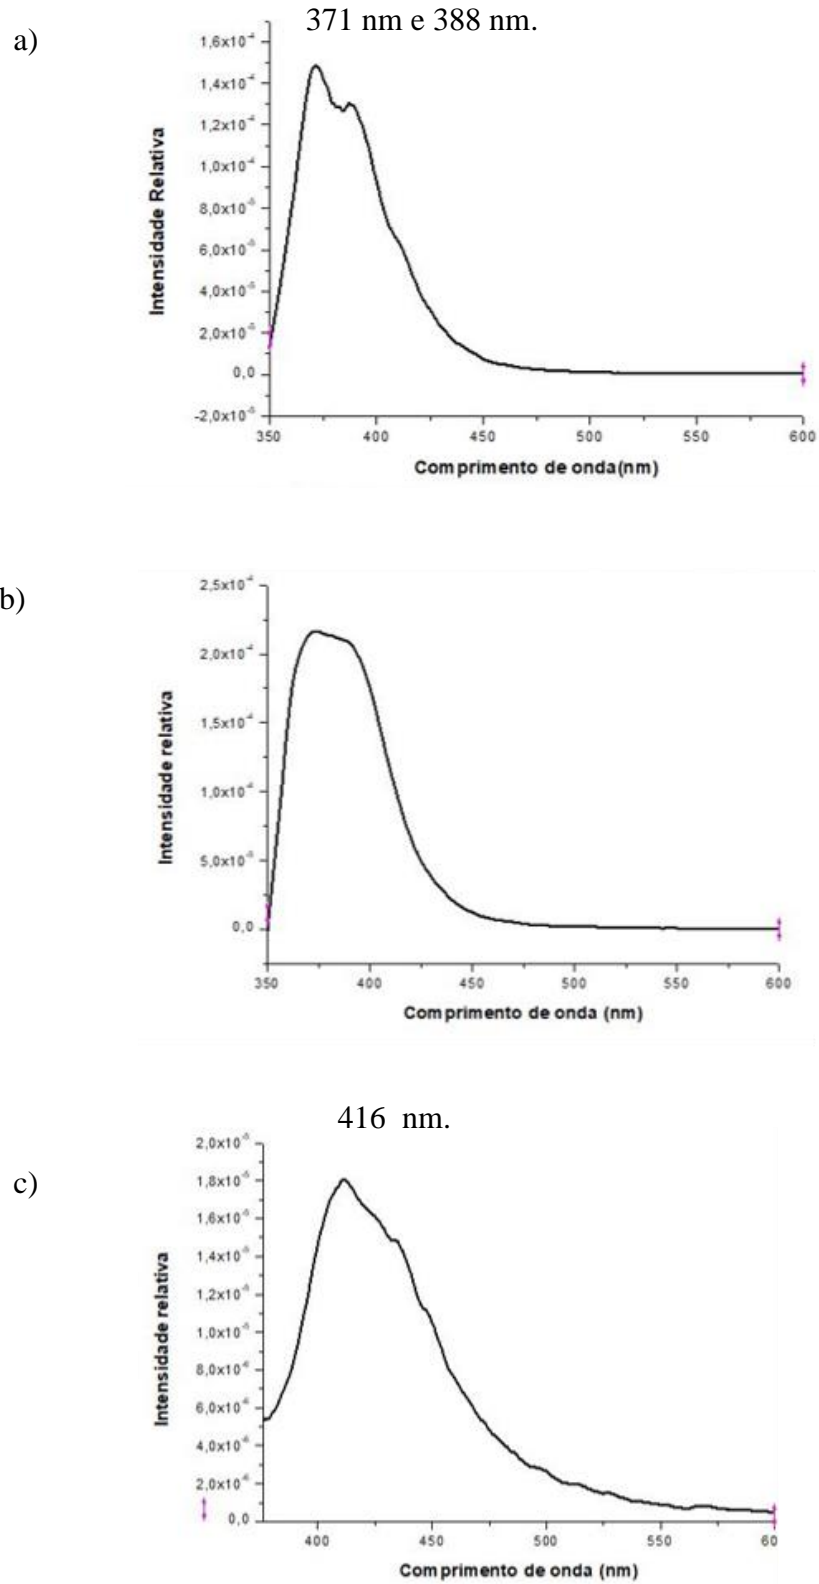 371 nm e 388 nm.
a)
1,6x10⁻⁴
1,4x10⁻⁴
1,2x10⁻⁴
1,0x10⁻⁴
8,0x10⁻⁵
6,0x10⁻⁵
4,0x10⁻⁵
2,0x10⁻⁵
0,0
-2,0x10⁻⁵
Intensidade Relativa
350 400 450 500 550 600
Comprimento de onda(nm)
b)
2,5x10⁻⁴
2,0x10⁻⁴
1,5x10⁻⁴
1,0x10⁻⁴
5,0x10⁻⁵
0,0
Intensidade relativa
350 400 450 500 550 600
Comprimento de onda (nm)
416 nm.
c)
2,0x10⁻⁵
1,8x10⁻⁵
1,6x10⁻⁵
1,4x10⁻⁵
1,2x10⁻⁵
1,0x10⁻⁵
8,0x10⁻⁶
6,0x10⁻⁶
4,0x10⁻⁶
2,0x10⁻⁶
0,0
Intensidade relativa
400 450 500 550 60
Comprimento de onda (nm)